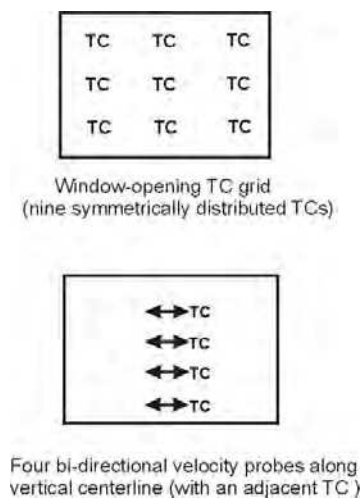 TC TC TC
TC TC TC
TC TC TC
Window-opening TC grid
(nine symmetrically distributed TCs)
TC
TC
TC
TC
Four bi-directional velocity probes along
vertical centerline (with an adjacent TC )